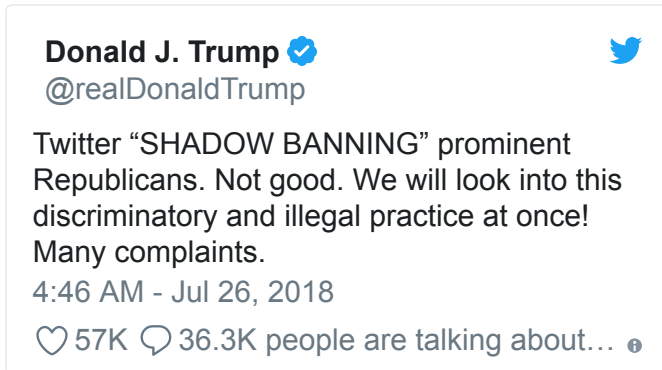 Donald J. Trump
@realDonaldTrump
Twitter “SHADOW BANNING” prominent
Republicans. Not good. We will look into this
discriminatory and illegal practice at once!
Many complaints.
4:46 AM - Jul 26, 2018
57K 36.3K people are talking about…